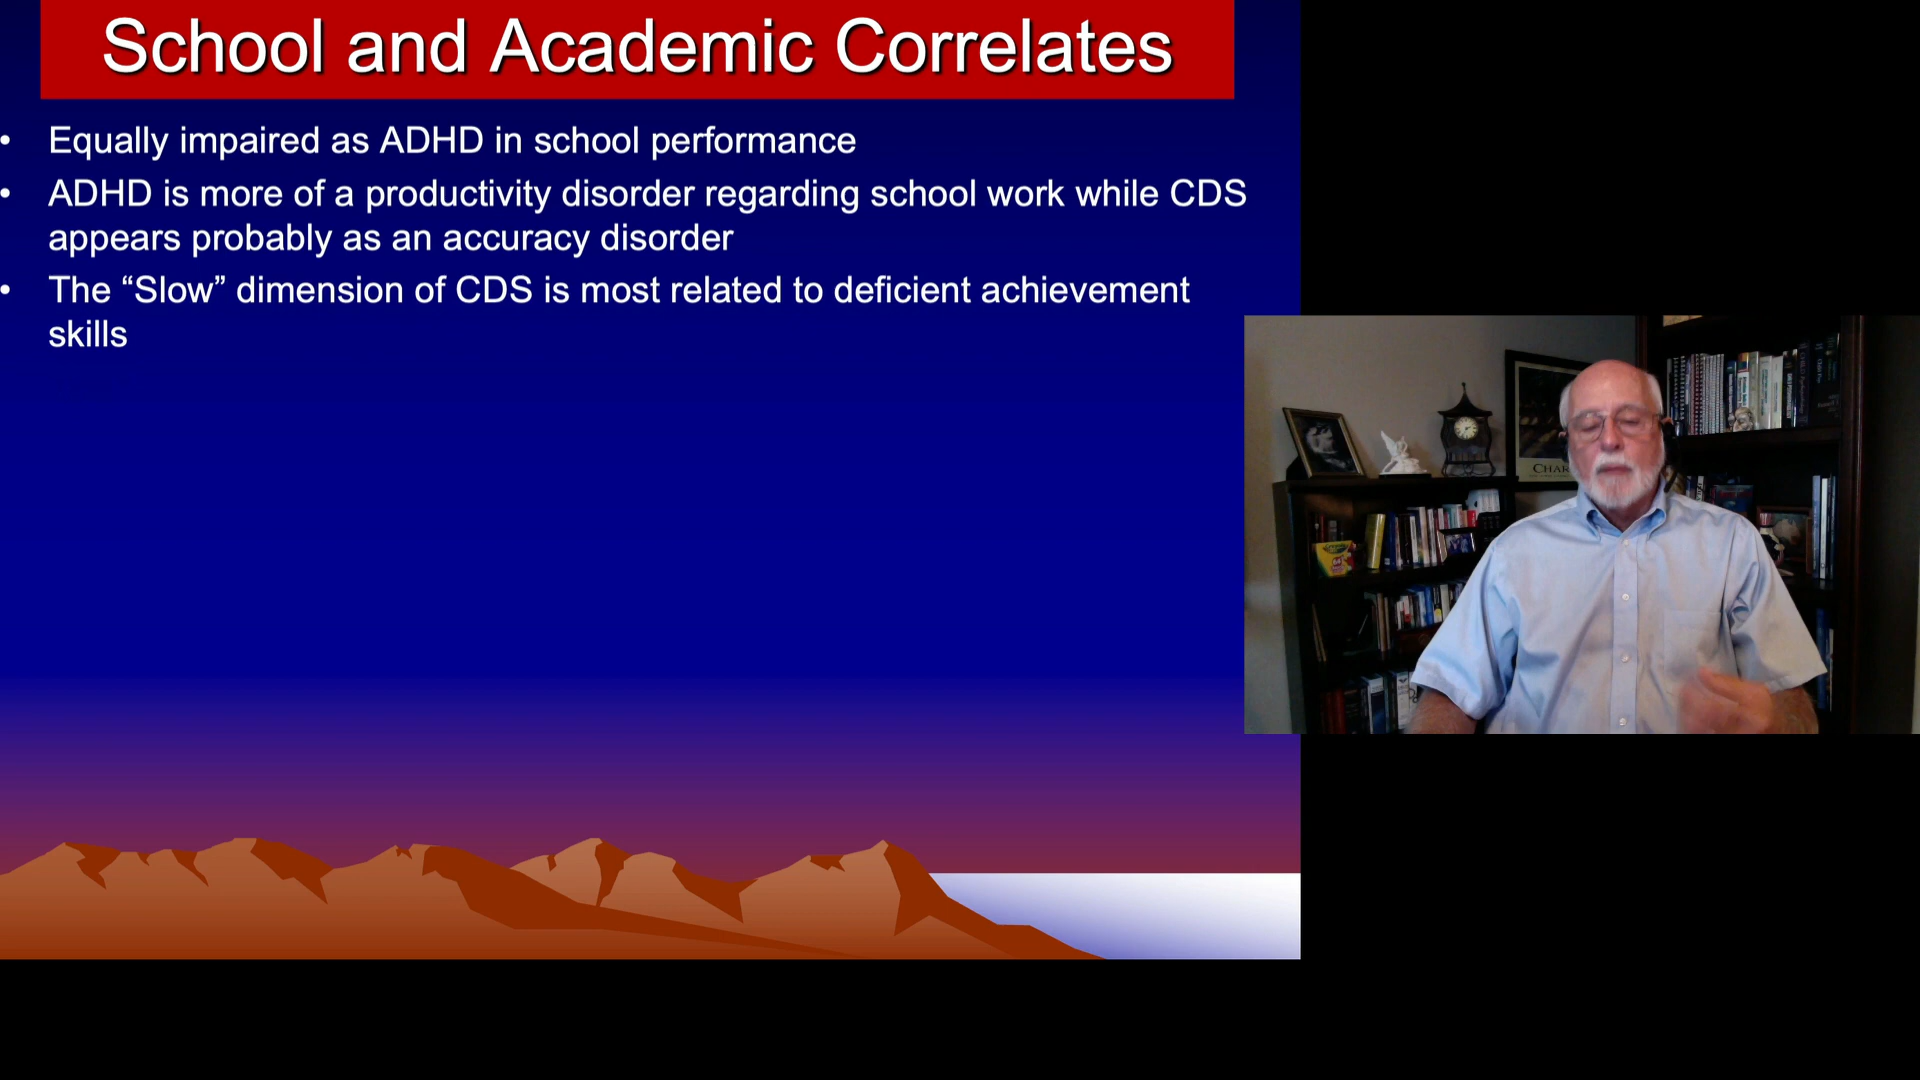 School and Academic Correlates
• Equally impaired as ADHD in school performance
• ADHD is more of a productivity disorder regarding school work while CDS
appears probably as an accuracy disorder
• The “Slow” dimension of CDS is most related to deficient achievement
skills
CHAR